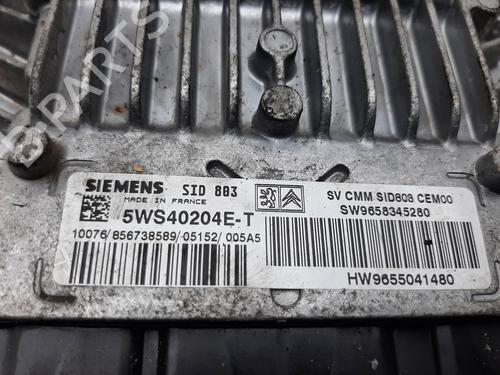 B-PARTS
SIEMENS SID 803
MADE IN FRANCE
5WS40204E-T
10076/856738589/05152/005A5
SV CMM SID803 CEM00
SW9658345280
HW9655041480